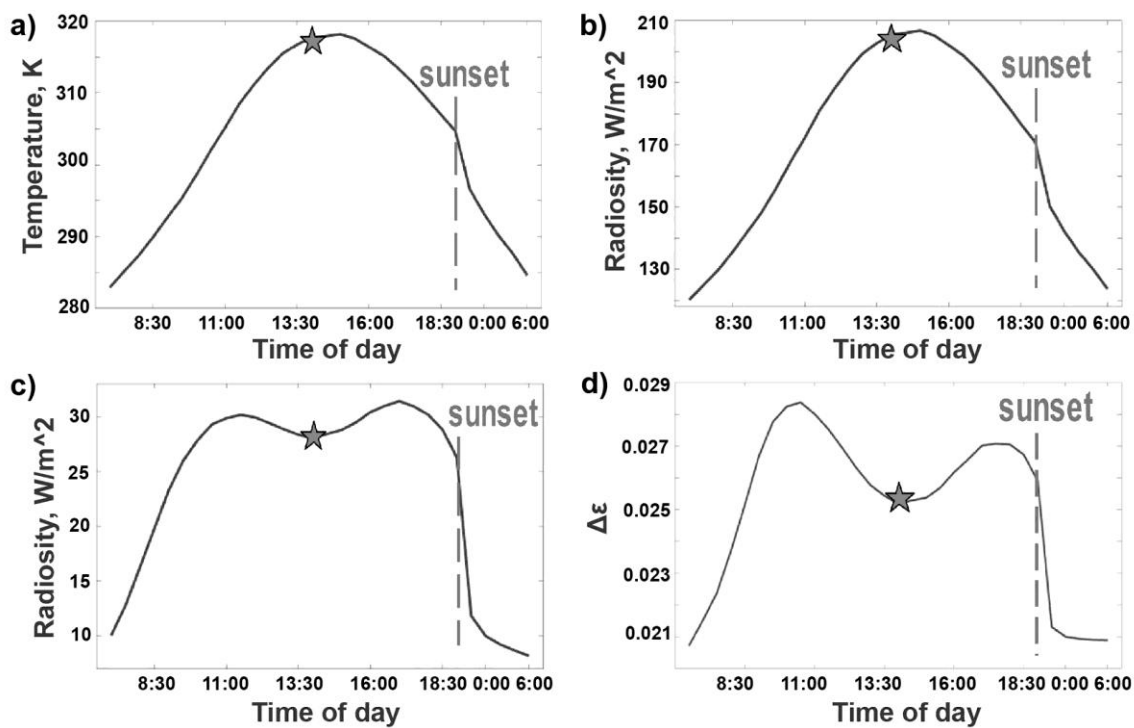 a)
Temperature, K
320
310
300
290
280
sunset
8:30 11:00 13:30 16:00 18:30 0:00 6:00
Time of day
b)
Radiosity, W/m^2
210
190
170
150
130
sunset
8:30 11:00 13:30 16:00 18:30 0:00 6:00
Time of day
c)
Radiosity, W/m^2
30
25
20
15
10
sunset
8:30 11:00 13:30 16:00 18:30 0:00 6:00
Time of day
d)
Δε
0.029
0.027
0.025
0.023
0.021
sunset
8:30 11:00 13:30 16:00 18:30 0:00 6:00
Time of day